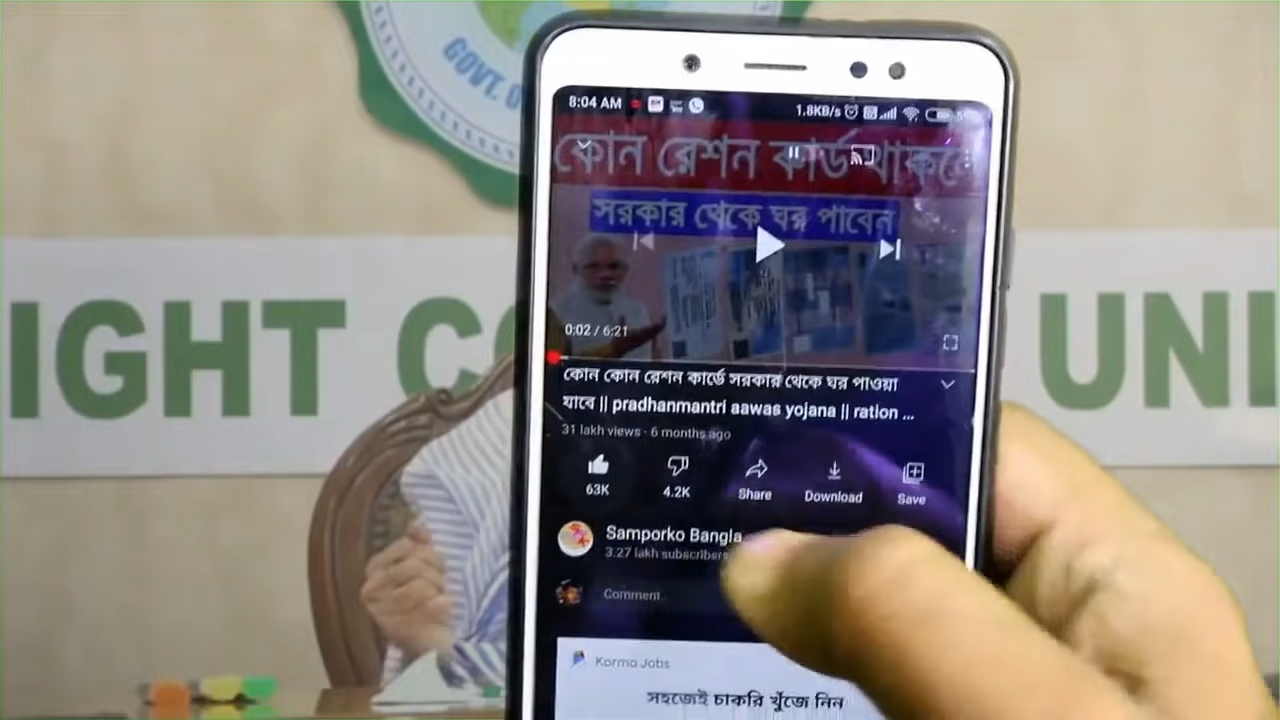 GOVT. O
IGHT CO UNI
8:04 AM 1.8KB/s
কোন রেশন কার্ড থাকলে
সরকার থেকে ঘর পাবেন
0:02 / 6:21
কোন কোন রেশন কার্ডে সরকার থেকে ঘর পাওয়া
যাবে || pradhanmantri aawas yojana || ration ...
31 lakh views · 6 months ago
63K 4.2K Share Download Save
Samporko Bangla
3.27 lakh subscribers
Comment...
Kormo Jobs
সহজেই চাকরি খুঁজে নিন